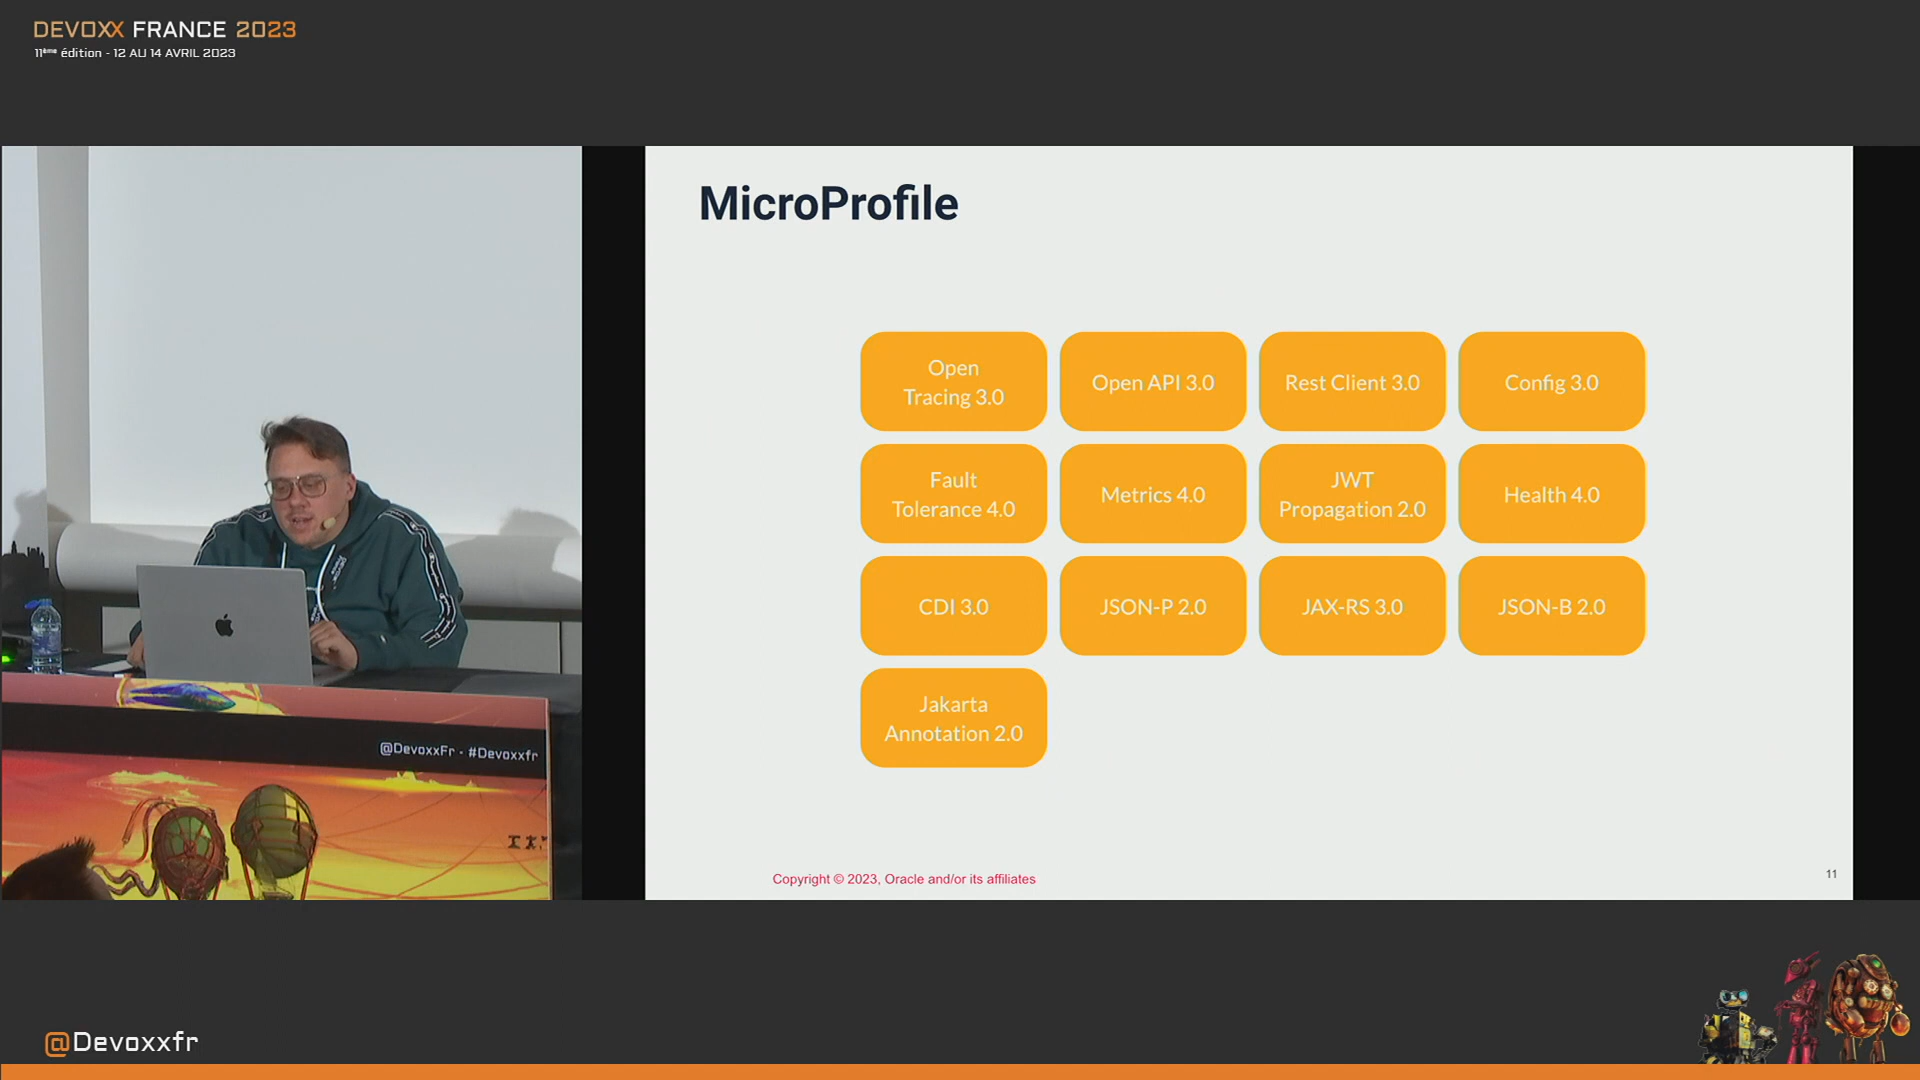 DEVOXX FRANCE 2023
11ème édition - 12 AU 14 AVRIL 2023
MicroProfile
Open
Tracing 3.0
Open API 3.0
Rest Client 3.0
Config 3.0
Fault
Tolerance 4.0
Metrics 4.0
JWT
Propagation 2.0
Health 4.0
CDI 3.0
JSON-P 2.0
JAX-RS 3.0
JSON-B 2.0
Jakarta
Annotation 2.0
@DevoxxFr - #Devoxxfr
Copyright © 2023, Oracle and/or its affiliates
11
@Devoxxfr